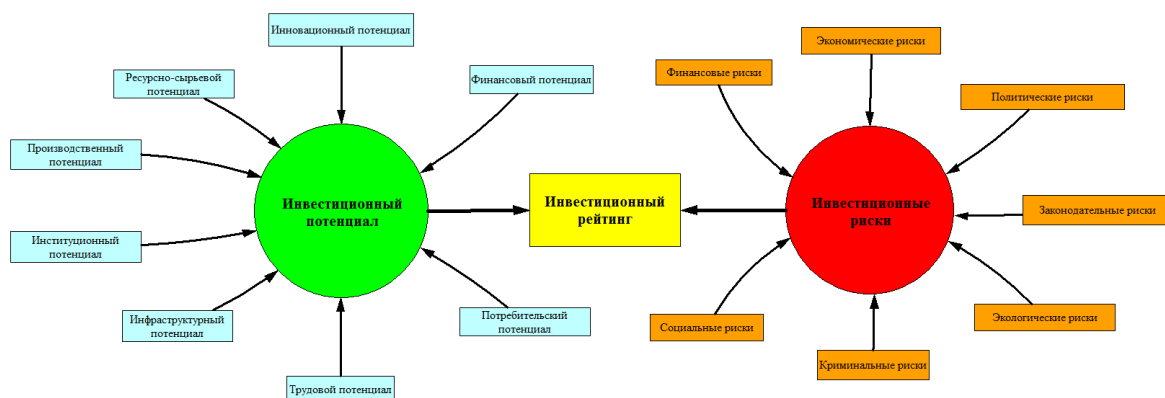 Инновационный потенциал
Ресурсно-сырьевой
потенциал
Финансовый потенциал
Производственный
потенциал
Институционный
потенциал
Инфраструктурный
потенциал
Трудовой потенциал
Потребительский
потенциал
Инвестиционный
потенциал
Инвестиционный
рейтинг
Инвестиционные
риски
Экономические риски
Финансовые риски
Политические риски
Законодательные риски
Экологические риски
Криминальные риски
Социальные риски